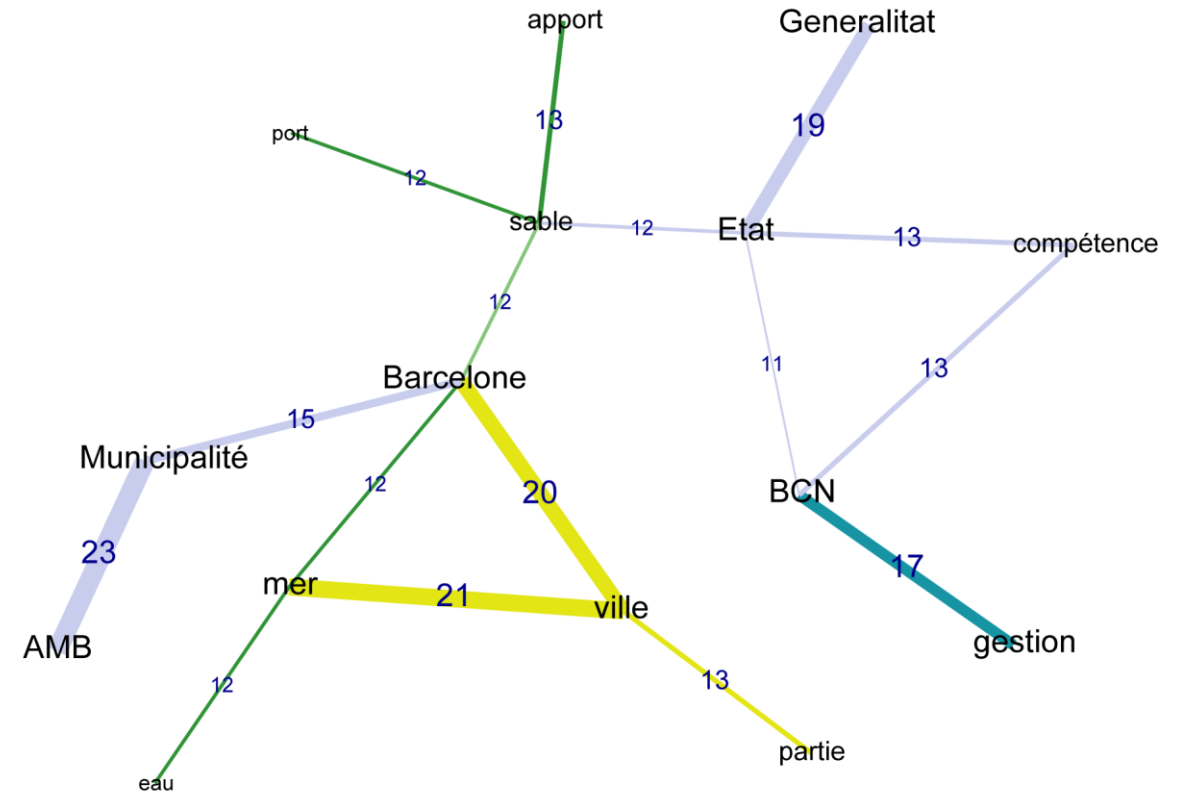 apport
Generalitat
13
19
port
12
sable
12
Etat
13
compétence
12
11
13
Barcelone
15
Municipalité
12
20
BCN
23
17
mer
21
ville
AMB
gestion
12
13
partie
eau